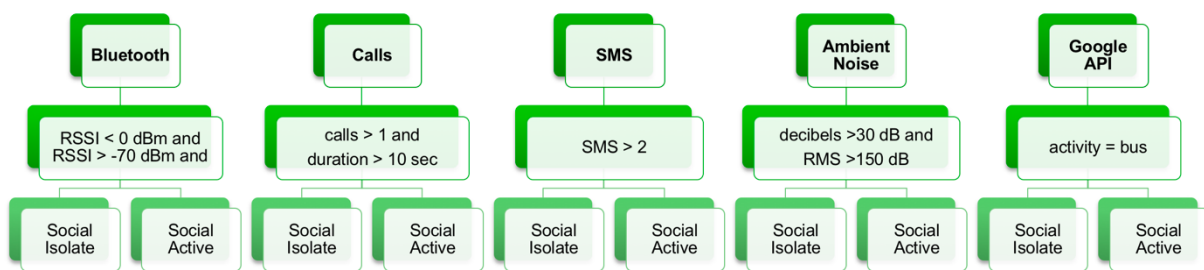 Bluetooth
Calls
SMS
Ambient
Noise
Google
API
RSSI < 0 dBm and
RSSI > -70 dBm and
calls > 1 and
duration > 10 sec
SMS > 2
decibels >30 dB and
RMS >150 dB
activity = bus
Social
Isolate
Social
Active
Social
Isolate
Social
Active
Social
Isolate
Social
Active
Social
Isolate
Social
Active
Social
Isolate
Social
Active